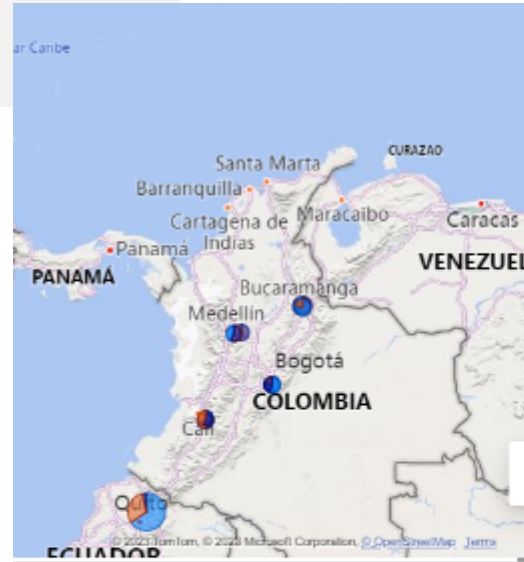 ar Caribe
CURAZAO
Santa Marta
Barranquilla
Cartagena de
Indias
Maracaibo
Caracas
Panamá
PANAMÁ
VENEZUEL
Bucaramanga
Medellín
Bogotá
COLOMBIA
Cali
Quito
© 2023 TomTom, © 2023 Microsoft Corporation, © OpenStreetMap Terms
ECUADOR